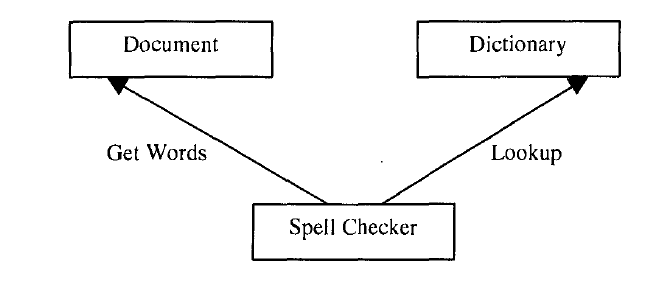 Document
Dictionary
Get Words
Lookup
Spell Checker